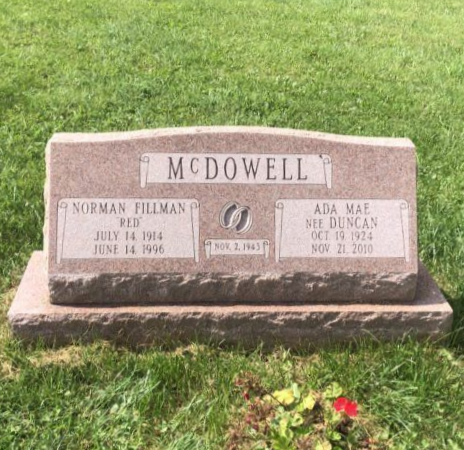 McDOWELL
NORMAN FILLMAN
'RED'
JULY 14, 1914
JUNE 14, 1996
NOV. 2, 1943
ADA MAE
NEE DUNCAN
OCT. 19, 1924
NOV. 21, 2010